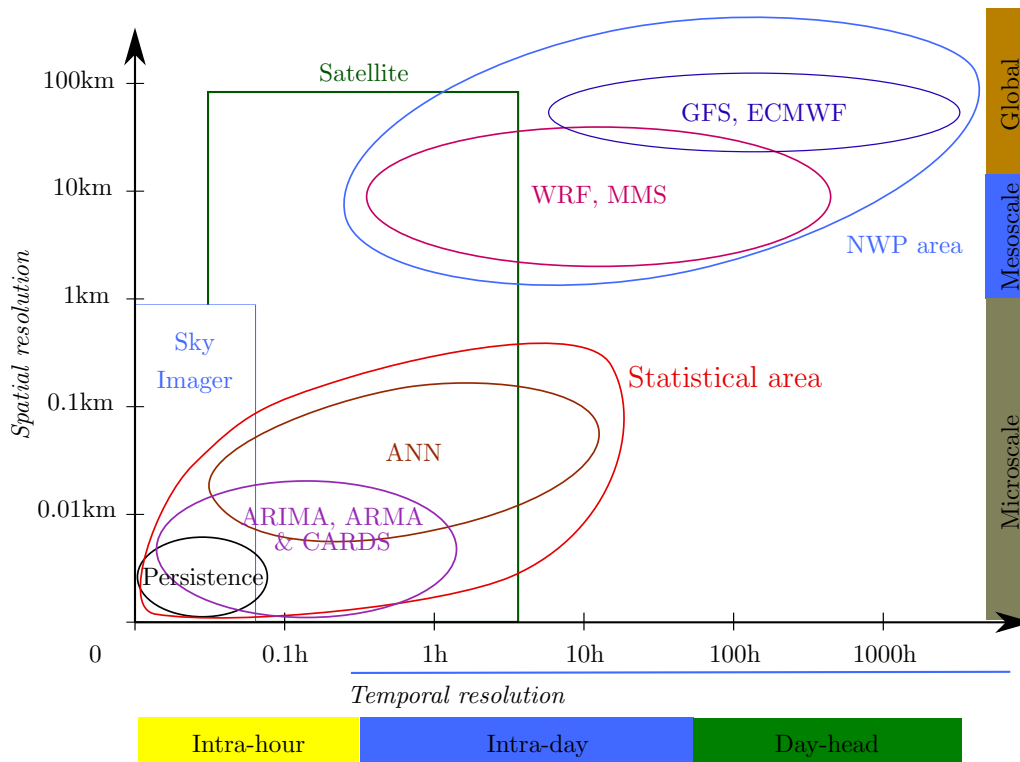 Satellite
100km
GFS, ECMWF
Global
10km
WRF, MMS
Mesoscale
NWP area
1km
Sky
Imager
Spatial resolution
Statistical area
0.1km
Microscale
ANN
0.01km
ARIMA, ARMA
& CARDS
Persistence
0
0.1h
1h
10h
100h
1000h
Temporal resolution
Intra-hour
Intra-day
Day-head